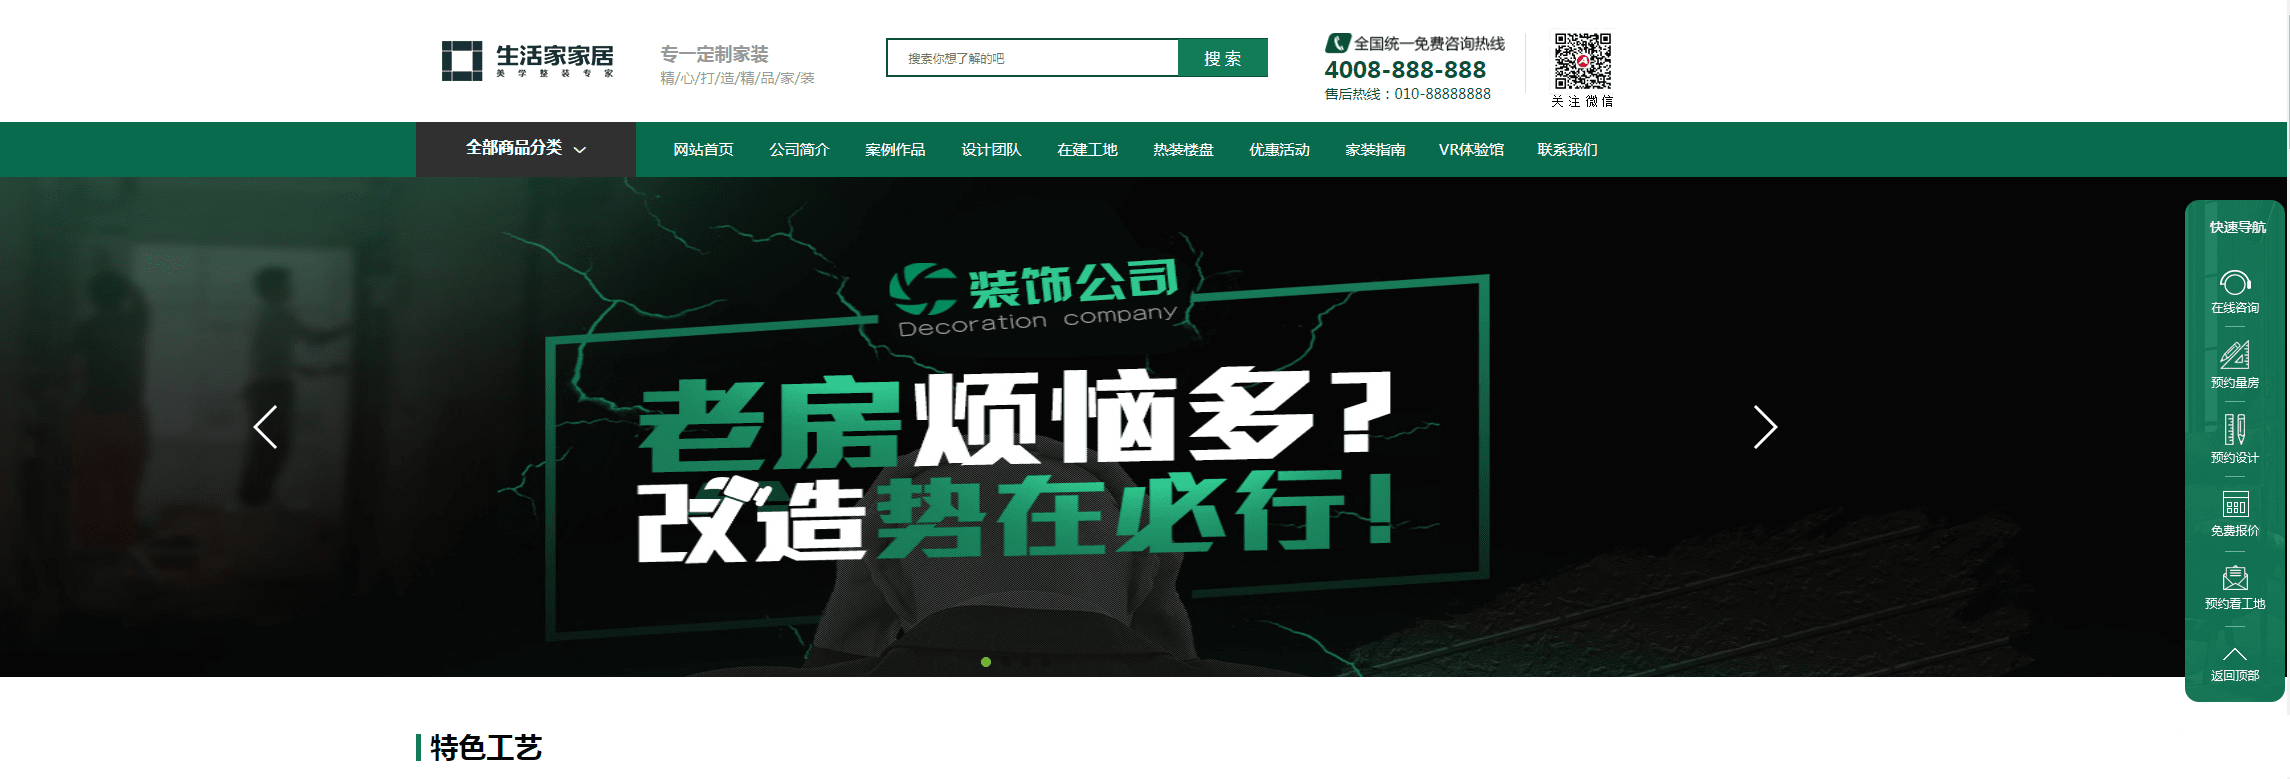 生活家家居
美学整装专家
专一定制家装
精/心/打/造/精/品/家/装
搜索你想了解的吧
搜 索
全国统一免费咨询热线
4008-888-888
售后热线：010-88888888
关 注 微 信
全部商品分类
网站首页
公司简介
案例作品
设计团队
在建工地
热装楼盘
优惠活动
家装指南
VR体验馆
联系我们
装饰公司
Decoration company
老房烦恼多?
改造势在必行!
快速导航
在线咨询
预约量房
预约设计
免费报价
预约看工地
返回顶部
特色工艺